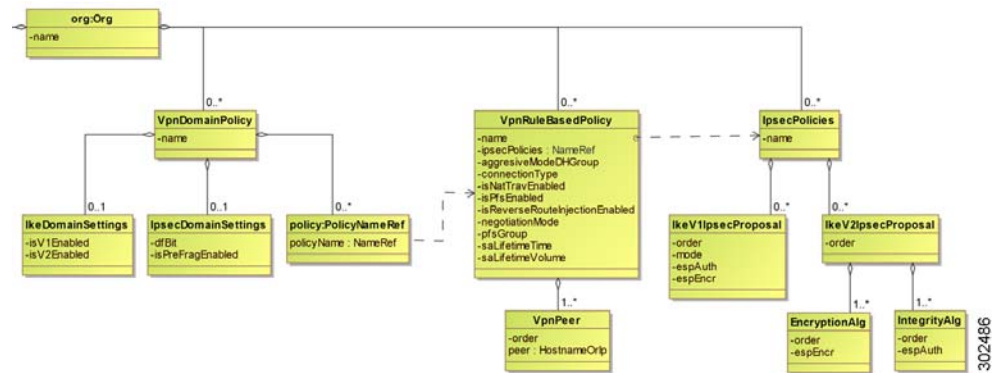 org:Org
-name
0..*
0..*
0..*
VpnDomainPolicy
-name
VpnRuleBasedPolicy
-name
-ipsecPolicies : NameRef
-aggresiveModeDHGroup
-connectionType
-isNatTravEnabled
-isPfsEnabled
-isReverseRouteInjectionEnabled
-negotiationMode
-pfsGroup
-saLifetimeTime
-saLifetimeVolume
IpsecPolicies
-name
0..1
0..1
0..*
0..*
0..*
IkeDomainSettings
-isV1Enabled
-isV2Enabled
IpsecDomainSettings
-dfBit
-isPreFragEnabled
policy:PolicyNameRef
policyName : NameRef
IkeV1IpsecProposal
-order
-mode
-espAuth
-espEncr
IkeV2IpsecProposal
-order
1..*
1..*
1..*
VpnPeer
-order
peer : HostnameOrIp
EncryptionAlg
-order
-espEncr
IntegrityAlg
-order
-espAuth
302486